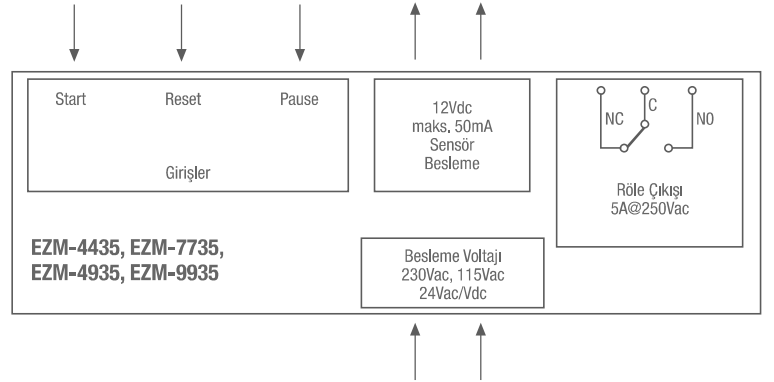 Start
Reset
Pause
Girişler
12Vdc
maks. 50mA
Sensör
Besleme
NC
C
NO
Röle Çıkışı
5A@250Vac
EZM-4435, EZM-7735,
EZM-4935, EZM-9935
Besleme Voltajı
230Vac, 115Vac
24Vac/Vdc